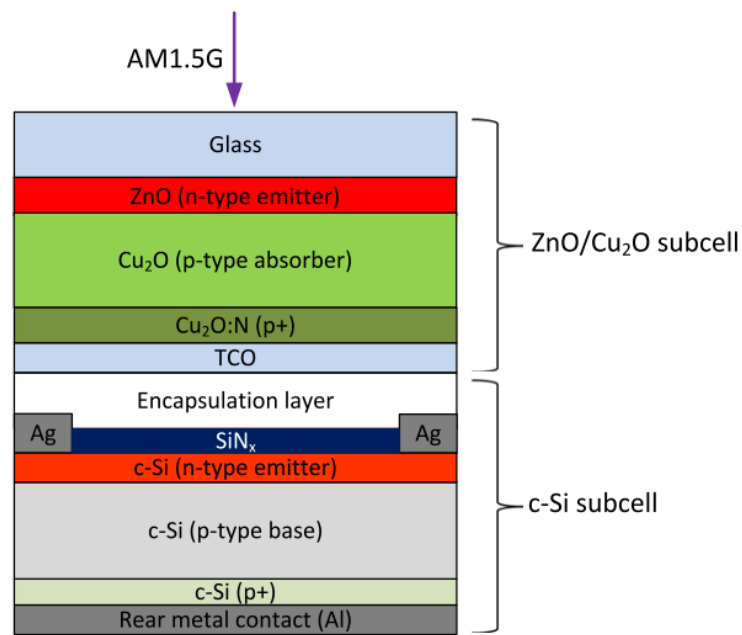 AM1.5G
Glass
ZnO (n-type emitter)
Cu₂O (p-type absorber)
ZnO/Cu₂O subcell
Cu₂O:N (p+)
TCO
Encapsulation layer
Ag
Ag
SiNₓ
c-Si (n-type emitter)
c-Si subcell
c-Si (p-type base)
c-Si (p+)
Rear metal contact (Al)